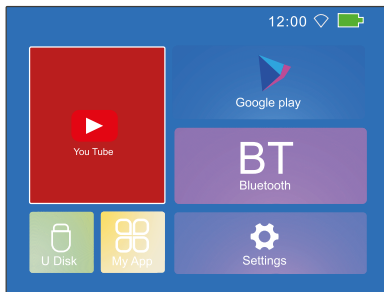 12:00
You Tube
Google play
BT
Bluetooth
U Disk
My App
Settings